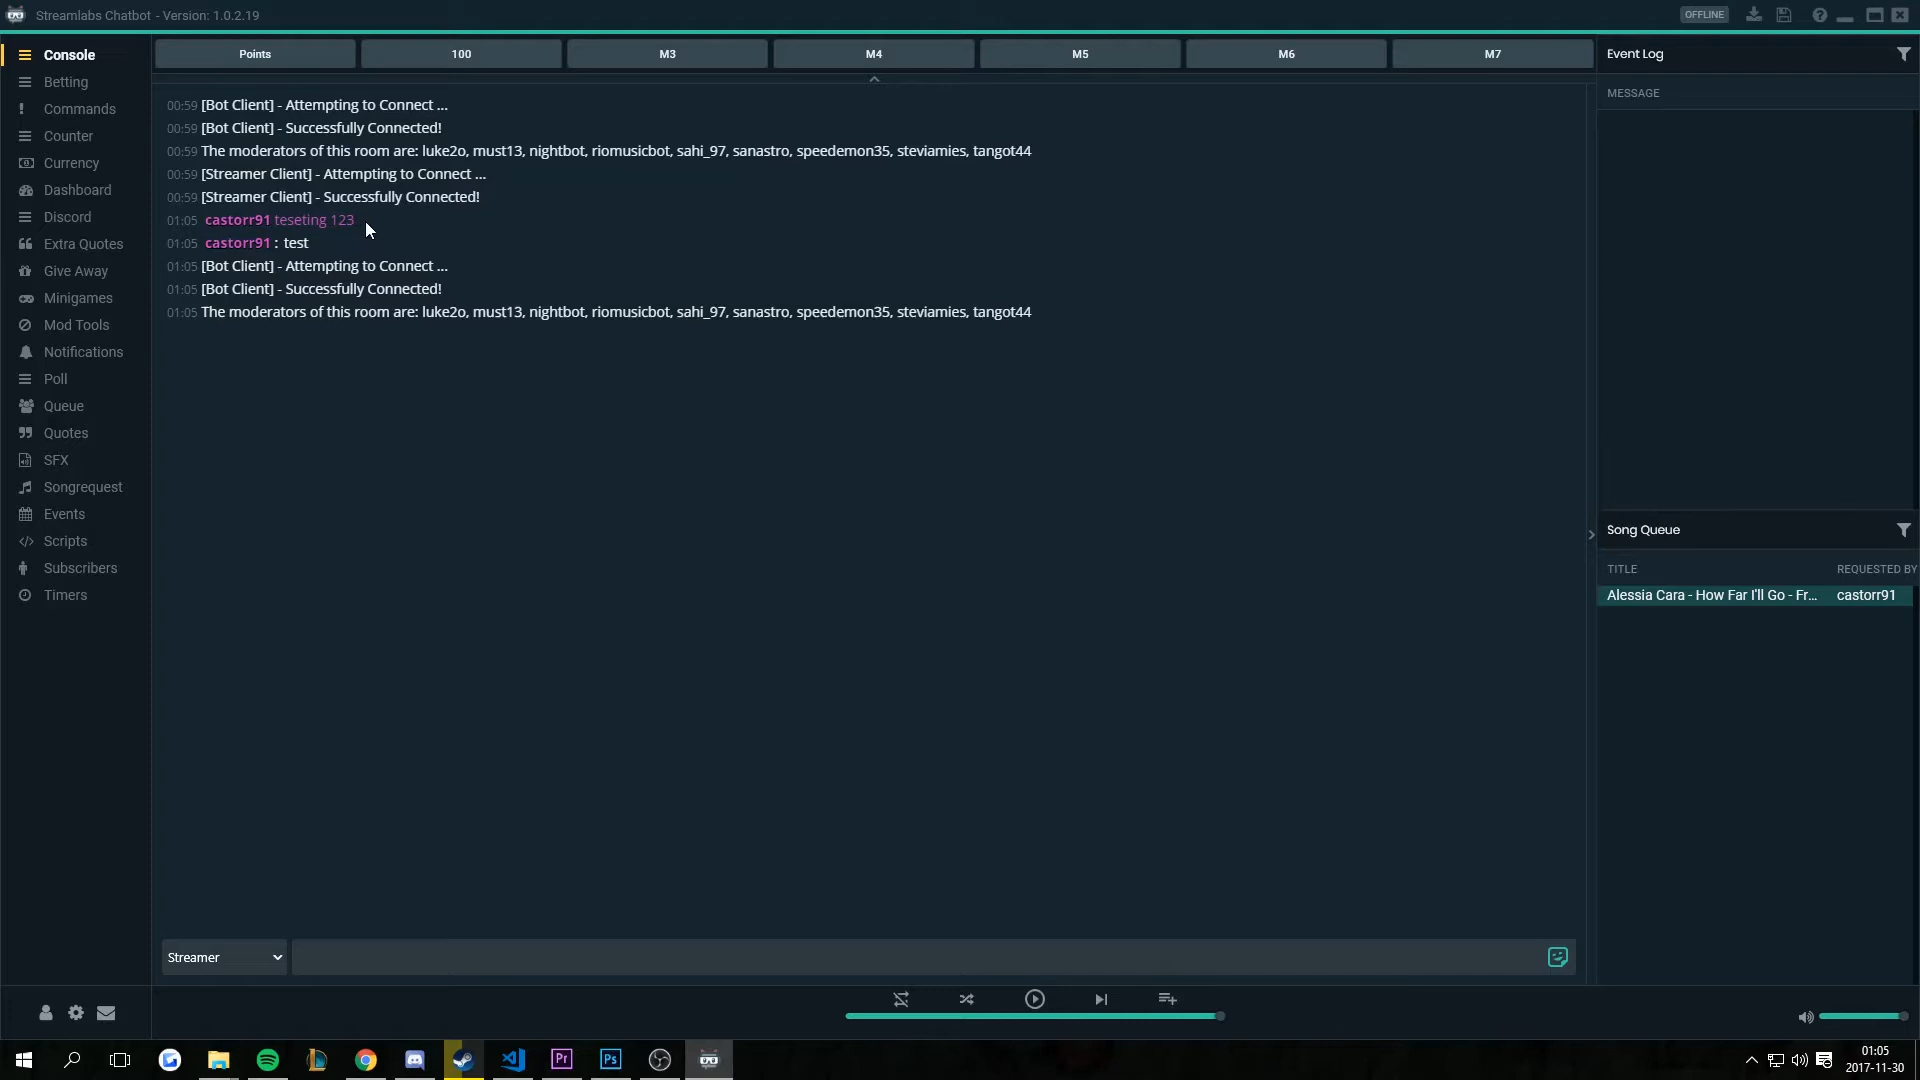 Streamlabs Chatbot - Version: 1.0.2.19
OFFLINE
Console
Betting
Commands
Counter
Currency
Dashboard
Discord
Extra Quotes
Give Away
Minigames
Mod Tools
Notifications
Poll
Queue
Quotes
SFX
Songrequest
Events
Scripts
Subscribers
Timers
Points
100
M3
M4
M5
M6
M7
00:59 [Bot Client] - Attempting to Connect ...
00:59 [Bot Client] - Successfully Connected!
00:59 The moderators of this room are: luke2o, must13, nightbot, riomusicbot, sahi_97, sanastro, speedemon35, steviamies, tangot44
00:59 [Streamer Client] - Attempting to Connect ...
00:59 [Streamer Client] - Successfully Connected!
01:05 castorr91 teseting 123
01:05 castorr91 : test
01:05 [Bot Client] - Attempting to Connect ...
01:05 [Bot Client] - Successfully Connected!
01:05 The moderators of this room are: luke2o, must13, nightbot, riomusicbot, sahi_97, sanastro, speedemon35, steviamies, tangot44
Streamer
Event Log
MESSAGE
Song Queue
TITLE REQUESTED BY
Alessia Cara - How Far I'll Go - Fr... castorr91
Pr
Ps
01:05
2017-11-30